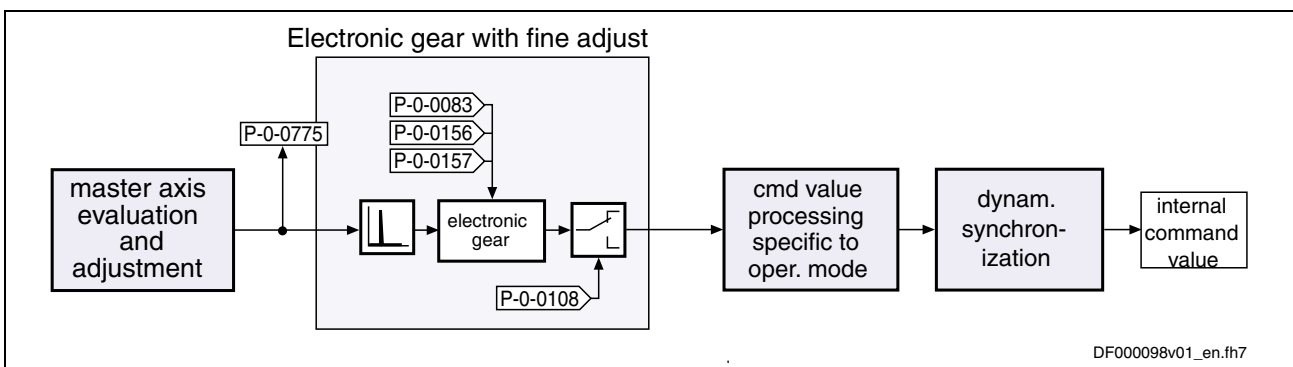 Electronic gear with fine adjust
P-0-0083
P-0-0156
P-0-0157
P-0-0775
master axis
evaluation
and
adjustment
electronic
gear
P-0-0108
cmd value
processing
specific to
oper. mode
dynam.
synchron-
ization
internal
command
value
DF000098v01_en.fh7